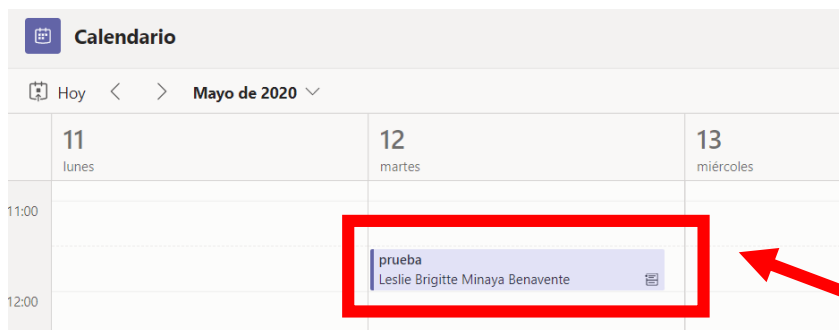 Calendario
Hoy
Mayo de 2020
11
lunes
12
martes
13
miércoles
11:00
prueba
Leslie Brigitte Minaya Benavente
12:00